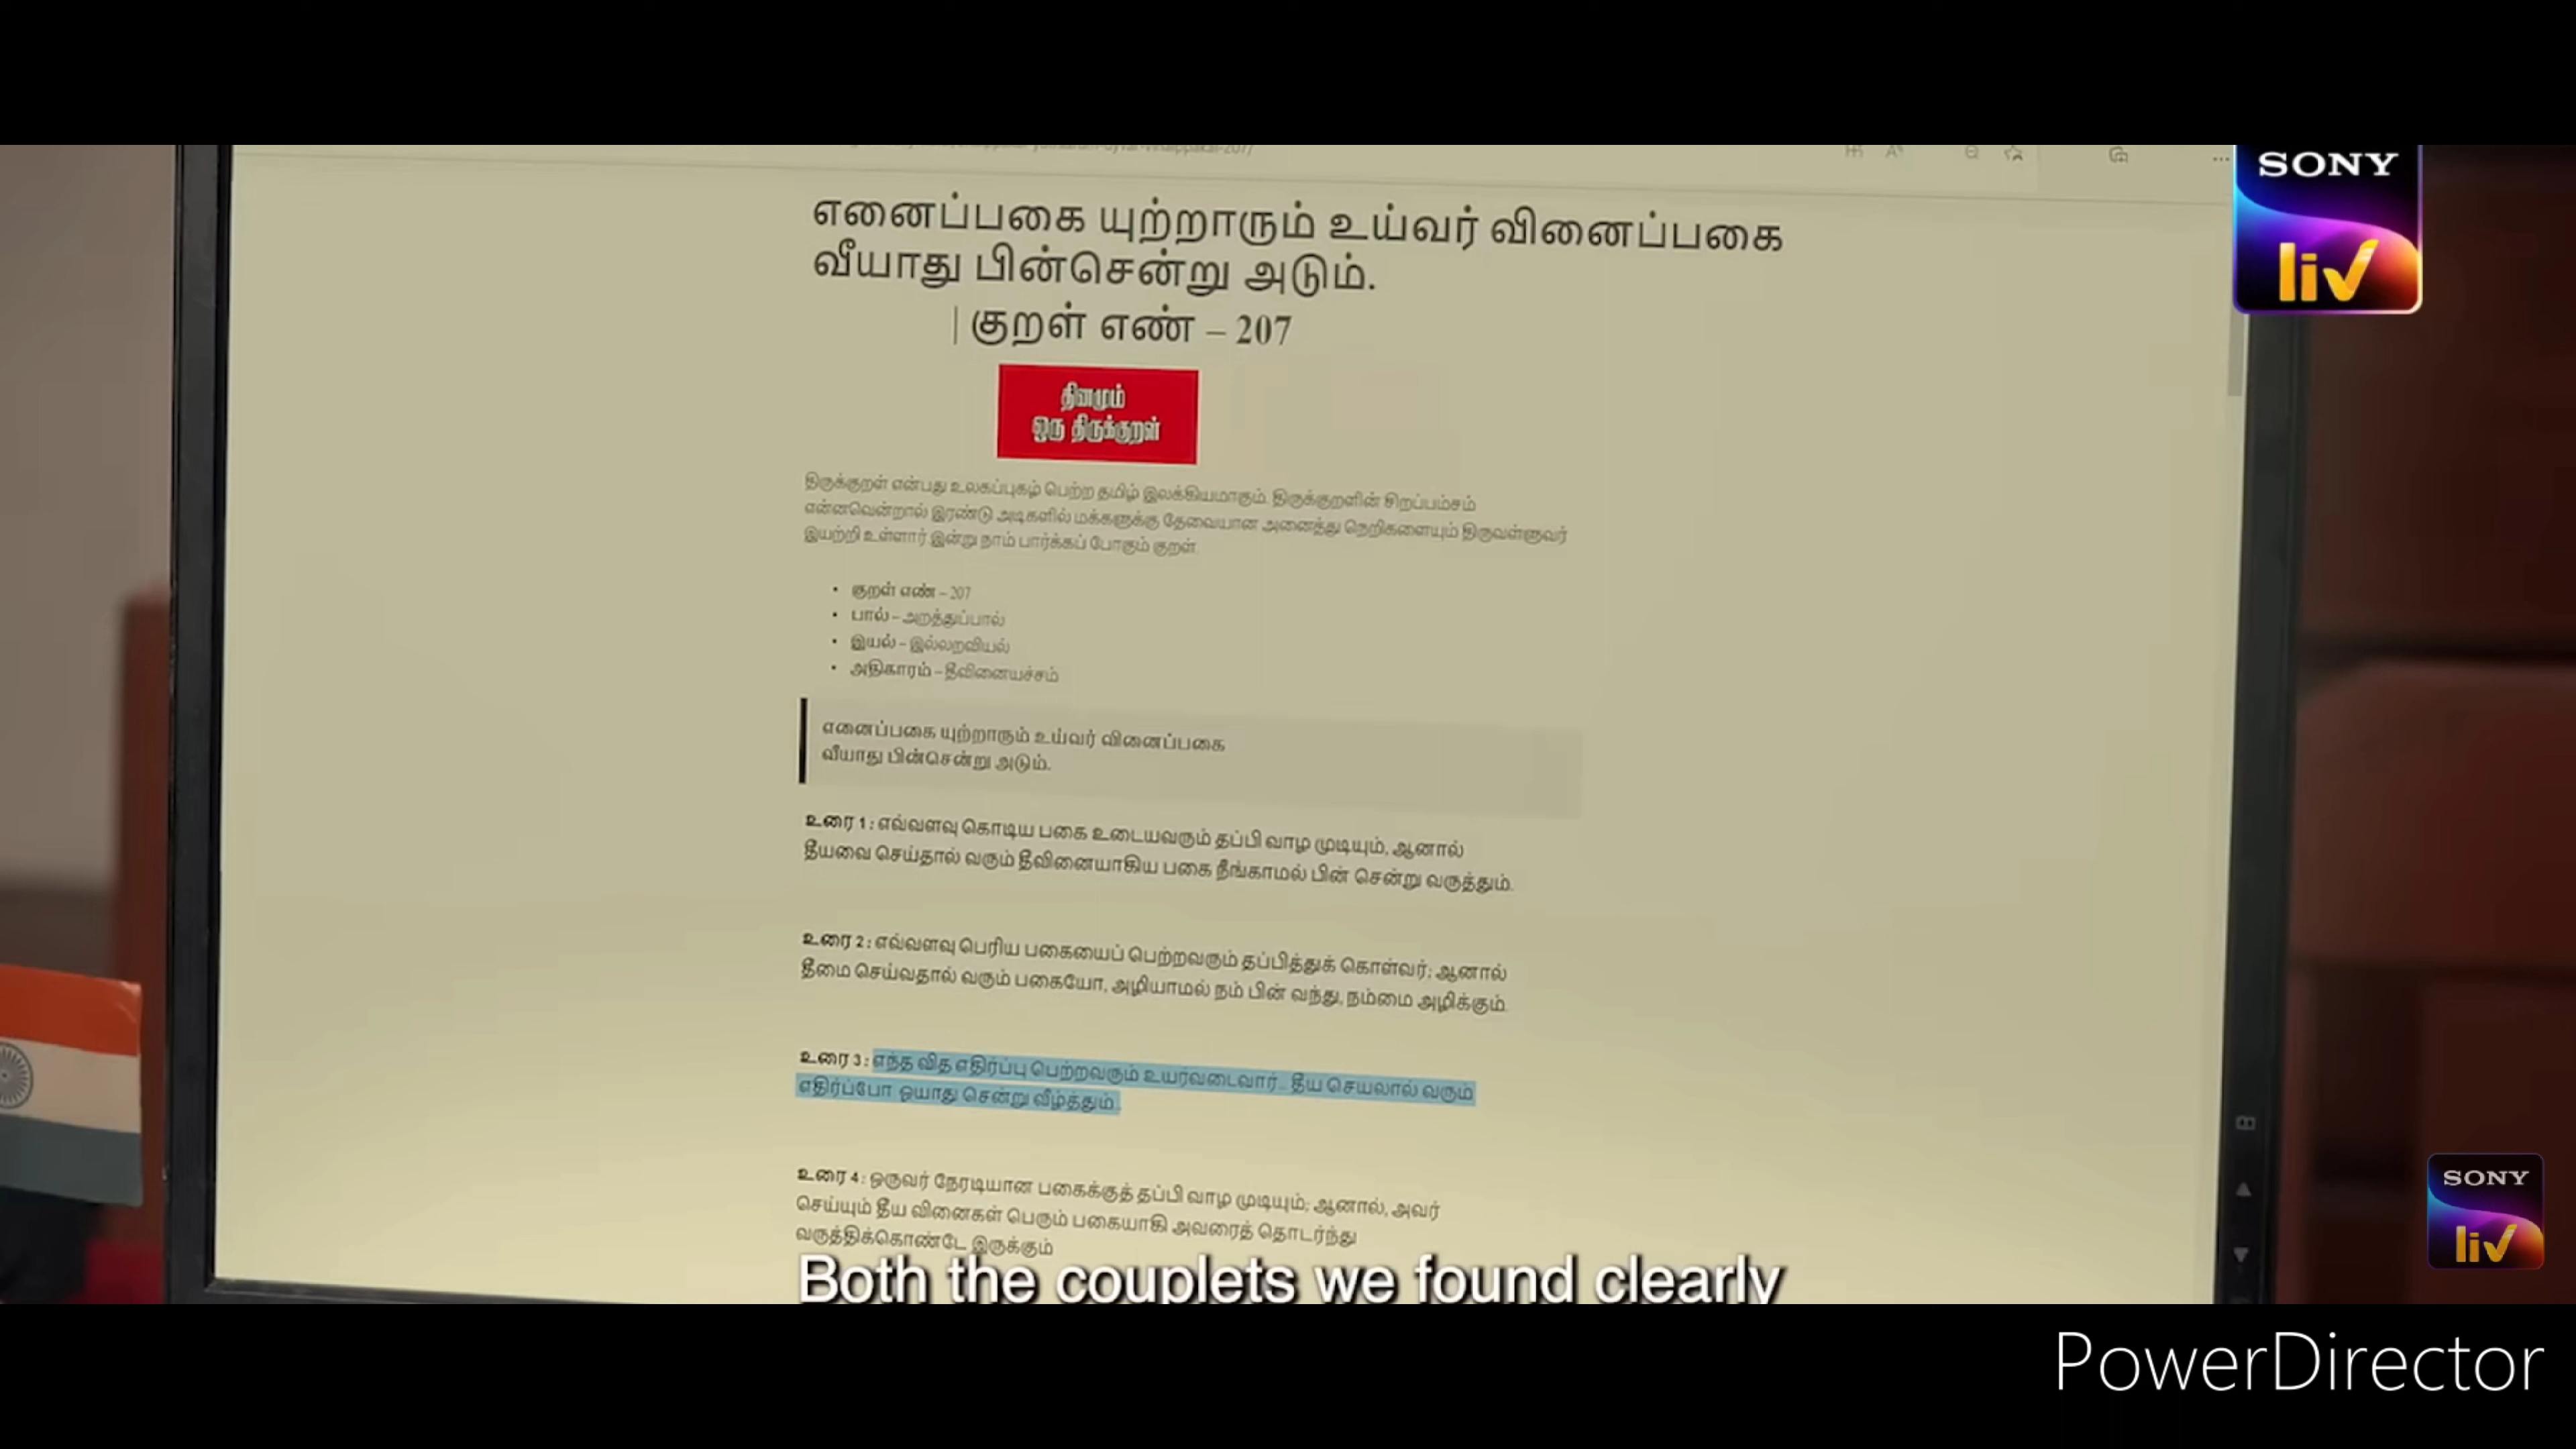 எனைப்பகை யுற்றாரும் உய்வர் வினைப்பகை
வீயாது பின்சென்று அடும்.
| குறள் எண் – 207
தினமும்
ஒரு திருக்குறள்
திருக்குறள் என்பது உலகப்புகழ் பெற்ற தமிழ் இலக்கியமாகும். திருக்குறளின் சிறப்பம்சம்
என்னவென்றால் இரண்டு அடிகளில் மக்களுக்கு தேவையான அனைத்து நெறிகளையும் திருவள்ளுவர்
இயற்றி உள்ளார்.இன்று நாம் பார்க்கப் போகும் குறள்.
• குறள் எண் – 207
• பால் – அறத்துப்பால்
• இயல் – இல்லறவியல்
• அதிகாரம் – தீவினையச்சம்
எனைப்பகை யுற்றாரும் உய்வர் வினைப்பகை
வீயாது பின்சென்று அடும்.
உரை 1 : எவ்வளவு கொடிய பகை உடையவரும் தப்பி வாழ முடியும், ஆனால்
தீயவை செய்தால் வரும் தீவினையாகிய பகை நீங்காமல் பின் சென்று வருத்தும்.
உரை 2 : எவ்வளவு பெரிய பகையைப் பெற்றவரும் தப்பித்துக் கொள்வர்; ஆனால்
தீமை செய்வதால் வரும் பகையோ, அழியாமல் நம் பின் வந்து, நம்மை அழிக்கும்.
உரை 3 : எந்த வித எதிர்ப்பு பெற்றவரும் உயர்வடைவார்.. தீய செயலால் வரும்
எதிர்ப்போ ஓயாது சென்று வீழ்த்தும்.
உரை 4 : ஒருவர் நேரடியான பகைக்குத் தப்பி வாழ முடியும்; ஆனால், அவர்
செய்யும் தீய வினைகள் பெரும் பகையாகி அவரைத் தொடர்ந்து
வருத்திக்கொண்டே இருக்கும்
Both the couplets we found clearly
SONY
liv
SONY
liv
PowerDirector